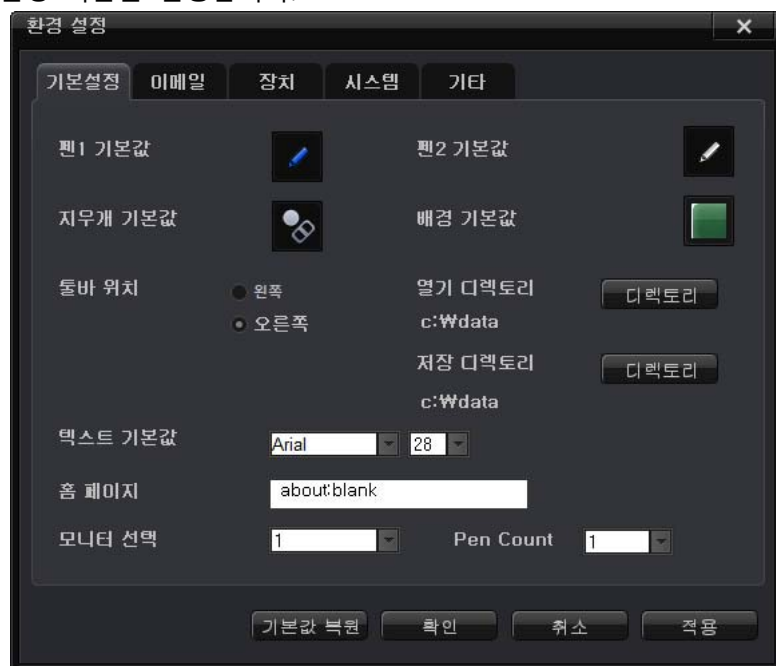 환경 설정
기본설정 이메일 장치 시스템 기타
펜1 기본값 펜2 기본값
지우개 기본값 배경 기본값
툴바 위치 왼쪽 열기 디렉토리 디렉토리
오른쪽 c:₩data
저장 디렉토리 디렉토리
c:₩data
텍스트 기본값 Arial 28
홈 페이지 about:blank
모니터 선택 1 Pen Count 1
기본값 복원 확인 취소 적용